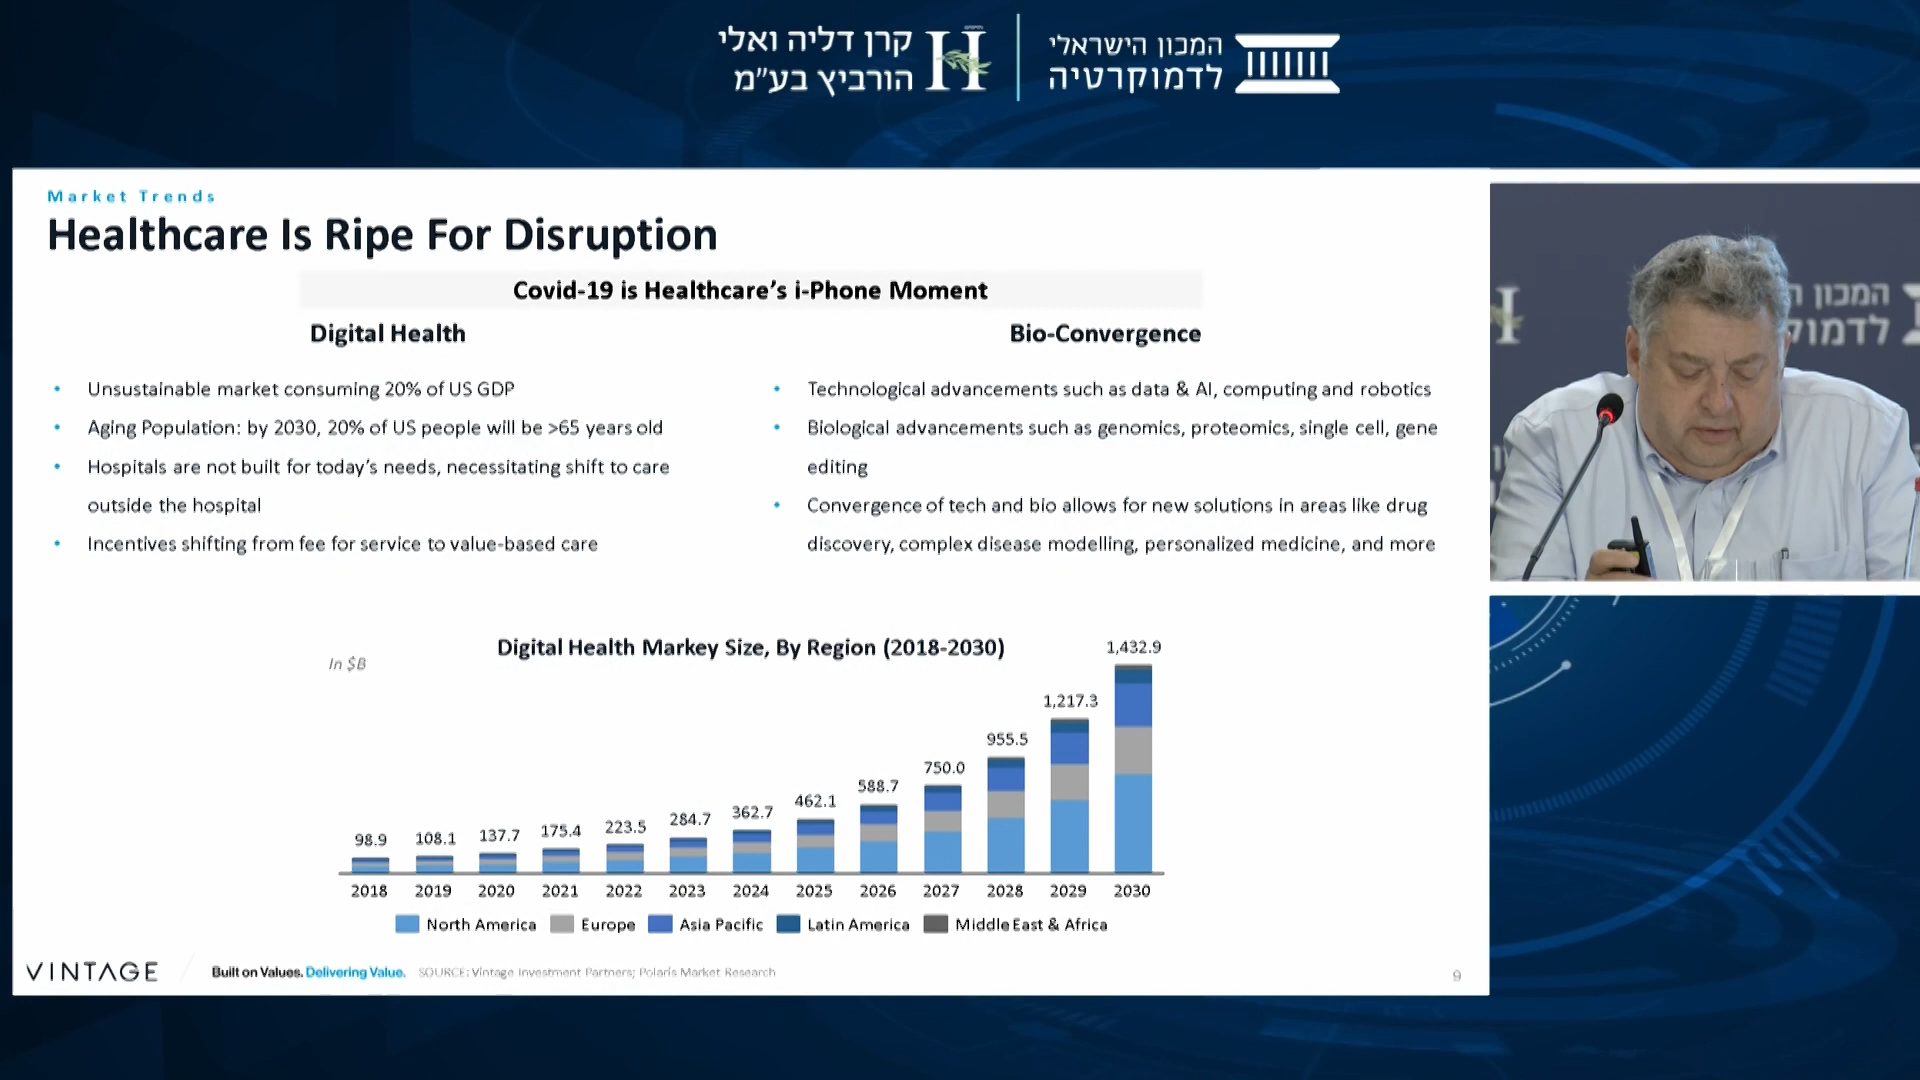 קרן דליה ואלי
הורביץ בע"מ
H
המכון הישראלי
לדמוקרטיה
Market Trends
Healthcare Is Ripe For Disruption
Covid-19 is Healthcare's i-Phone Moment
Digital Health
• Unsustainable market consuming 20% of US GDP
• Aging Population: by 2030, 20% of US people will be >65 years old
• Hospitals are not built for today's needs, necessitating shift to care
outside the hospital
• Incentives shifting from fee for service to value-based care
Bio-Convergence
• Technological advancements such as data & AI, computing and robotics
• Biological advancements such as genomics, proteomics, single cell, gene
editing
• Convergence of tech and bio allows for new solutions in areas like drug
discovery, complex disease modelling, personalized medicine, and more
In $B
Digital Health Markey Size, By Region (2018-2030)
98.9 108.1 137.7 175.4 223.5 284.7 362.7 462.1 588.7 750.0 955.5 1,217.3 1,432.9
2018 2019 2020 2021 2022 2023 2024 2025 2026 2027 2028 2029 2030
North America Europe Asia Pacific Latin America Middle East & Africa
VINTAGE
Built on Values. Delivering Value.
SOURCE: Vintage Investment Partners; Polaris Market Research
9
המכון